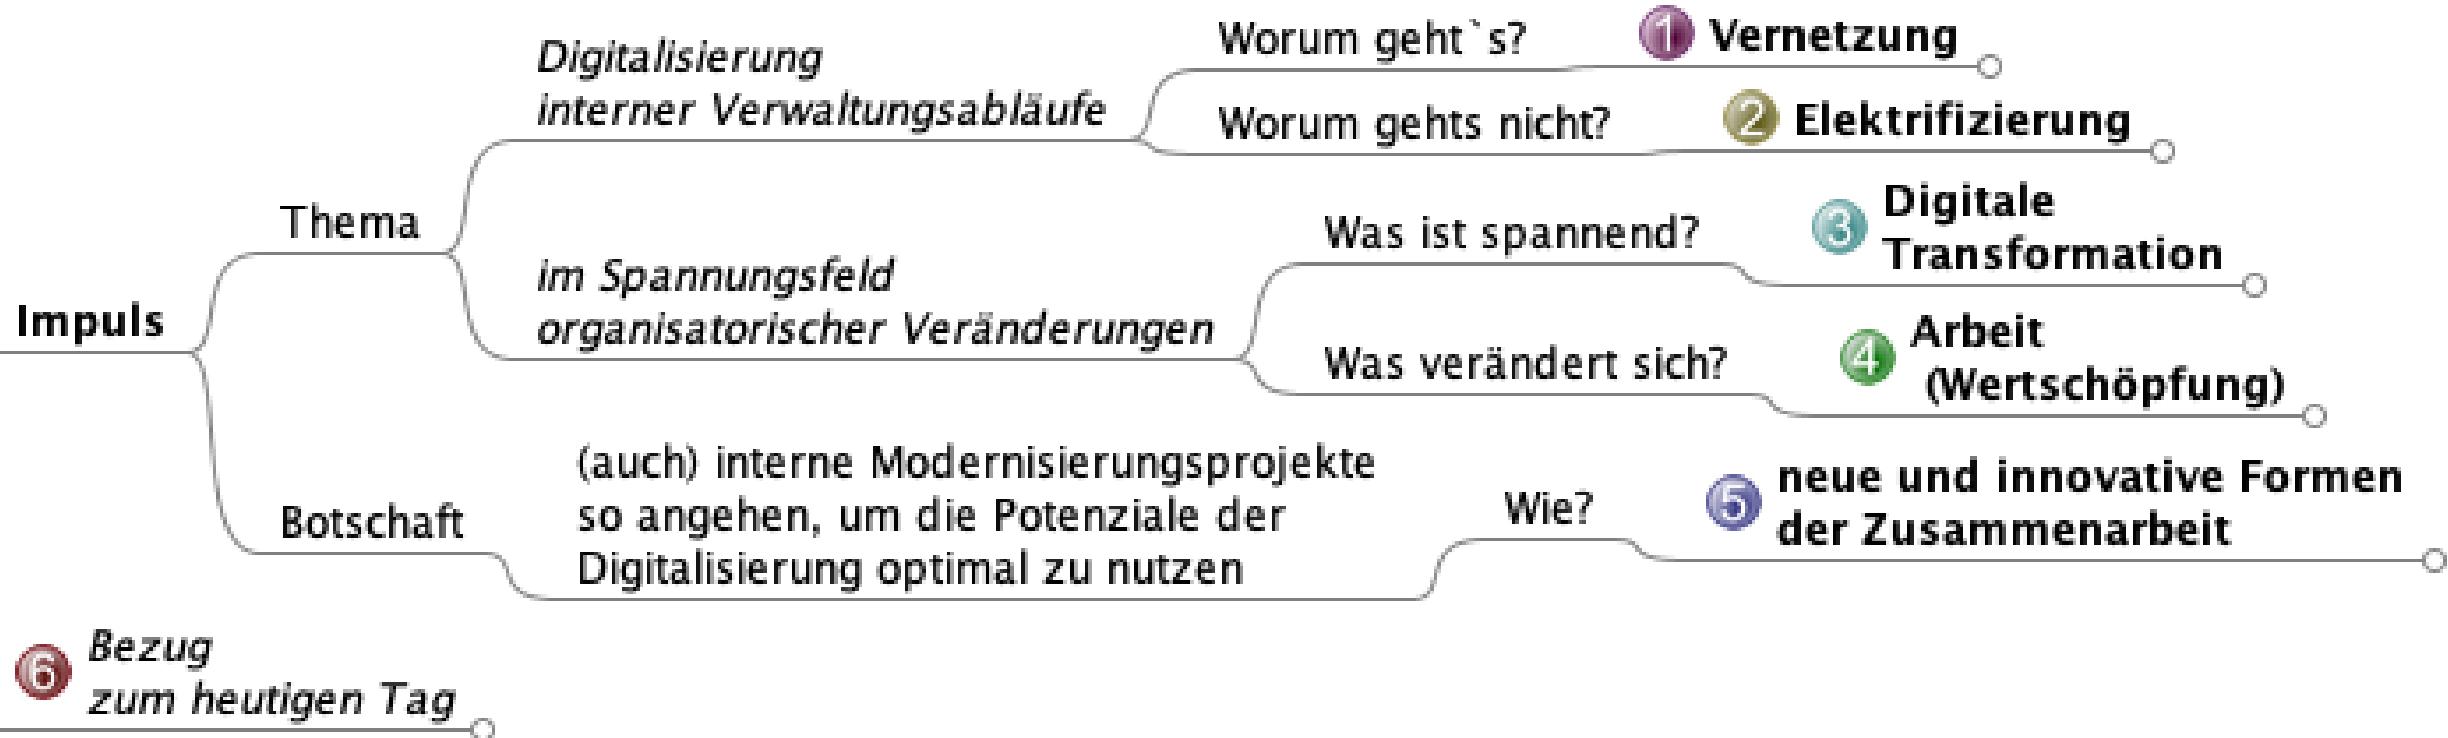 Impuls
Thema
Digitalisierung
interner Verwaltungsabläufe
Worum geht`s?
1 Vernetzung
Worum gehts nicht?
2 Elektrifizierung
im Spannungsfeld
organisatorischer Veränderungen
Was ist spannend?
3 Digitale
Transformation
Was verändert sich?
4 Arbeit
(Wertschöpfung)
Botschaft
(auch) interne Modernisierungsprojekte
so angehen, um die Potenziale der
Digitalisierung optimal zu nutzen
Wie?
5 neue und innovative Formen
der Zusammenarbeit
6 Bezug
zum heutigen Tag